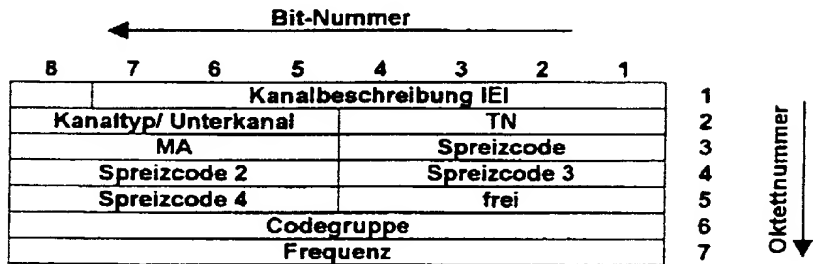 Bit-Nummer
8 7 6 5 4 3 2 1
Kanalbeschreibung IEI 1
Kanaltyp/ Unterkanal TN 2
MA Spreizcode 3
Spreizcode 2 Spreizcode 3 4
Spreizcode 4 frei 5
Codegruppe 6
Frequenz 7
Oktettnummer